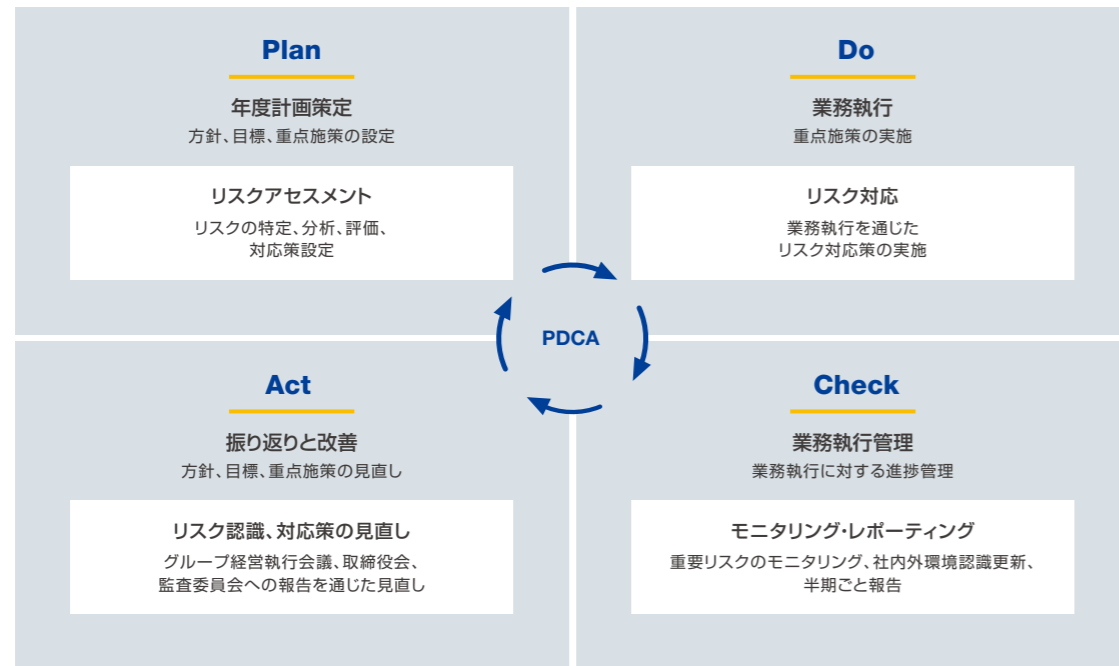 Plan
年度計画策定
方針、目標、重点施策の設定
リスクアセスメント
リスクの特定、分析、評価、
対応策設定
Do
業務執行
重点施策の実施
リスク対応
業務執行を通じた
リスク対応策の実施
PDCA
Act
振り返りと改善
方針、目標、重点施策の見直し
リスク認識、対応策の見直し
グループ経営執行会議、取締役会、
監査委員会への報告を通じた見直し
Check
業務執行管理
業務執行に対する進捗管理
モニタリング・レポーティング
重要リスクのモニタリング、社内外環境認識更新、
半期ごと報告